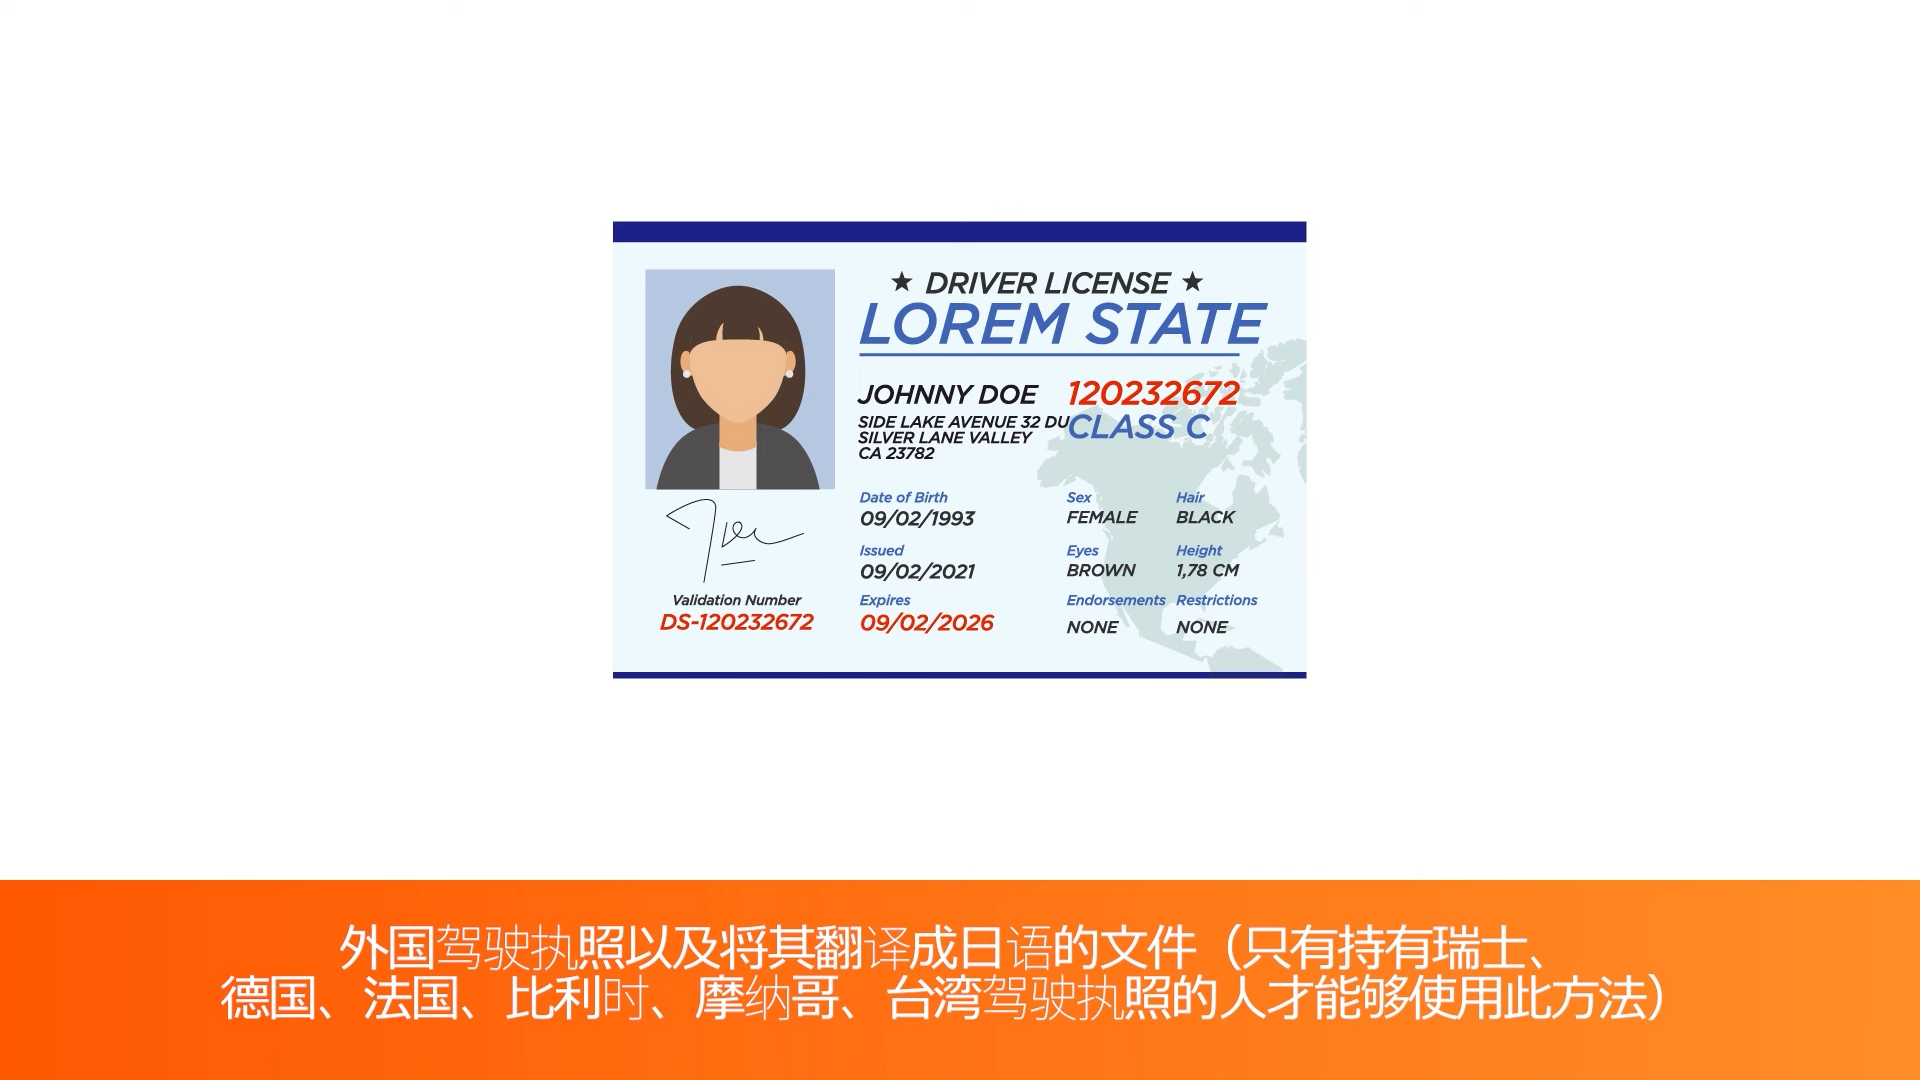 ★ DRIVER LICENSE ★
LOREM STATE
JOHNNY DOE
120232672
SIDE LAKE AVENUE 32 DU
CLASS C
SILVER LANE VALLEY
CA 23782
Date of Birth
Sex
Hair
09/02/1993
FEMALE
BLACK
Issued
Eyes
Height
09/02/2021
BROWN
1,78 CM
Validation Number
Expires
Endorsements
Restrictions
DS-120232672
09/02/2026
NONE
NONE
外国驾驶执照以及将其翻译成日语的文件（只有持有瑞士、
德国、法国、比利时、摩纳哥、台湾驾驶执照的人才能够使用此方法）